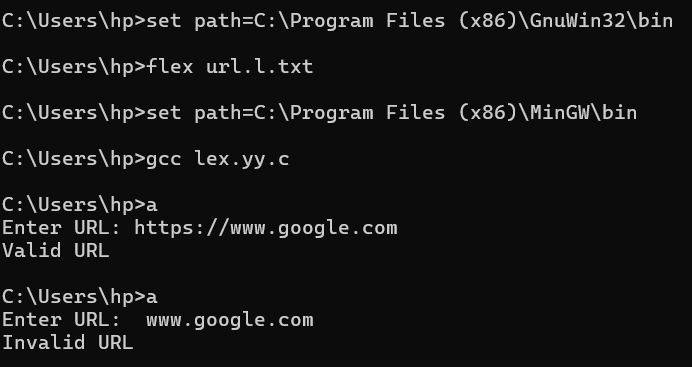 C:\Users\hp>set path=C:\Program Files (x86)\GnuWin32\bin
C:\Users\hp>flex url.l.txt
C:\Users\hp>set path=C:\Program Files (x86)\MinGW\bin
C:\Users\hp>gcc lex.yy.c
C:\Users\hp>a
Enter URL: https://www.google.com
Valid URL
C:\Users\hp>a
Enter URL:  www.google.com
Invalid URL